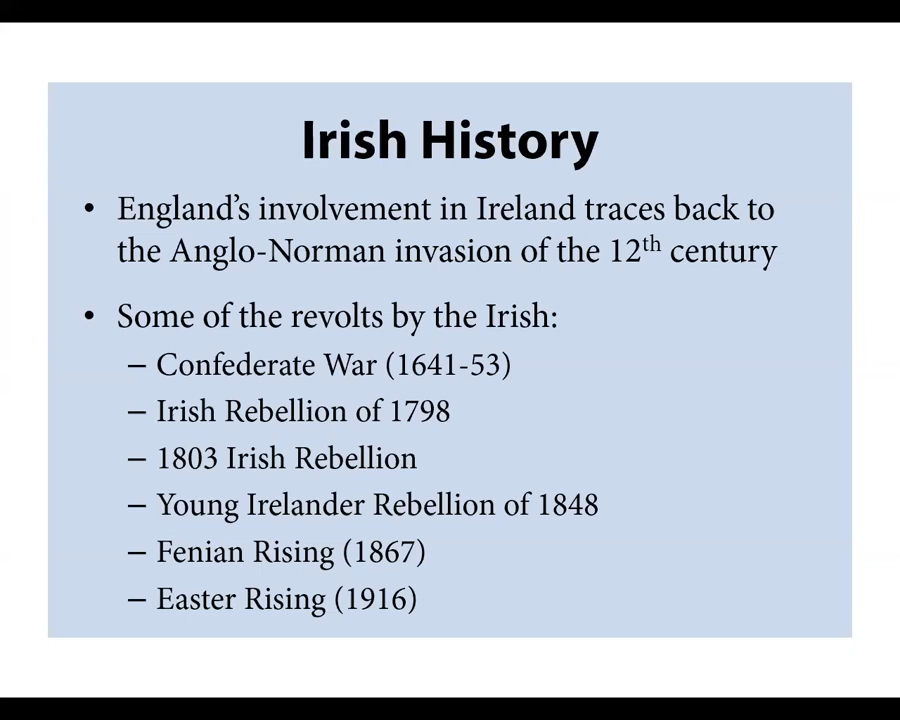 Irish History
• England’s involvement in Ireland traces back to
the Anglo-Norman invasion of the 12th century
• Some of the revolts by the Irish:
– Confederate War (1641-53)
– Irish Rebellion of 1798
– 1803 Irish Rebellion
– Young Irelander Rebellion of 1848
– Fenian Rising (1867)
– Easter Rising (1916)